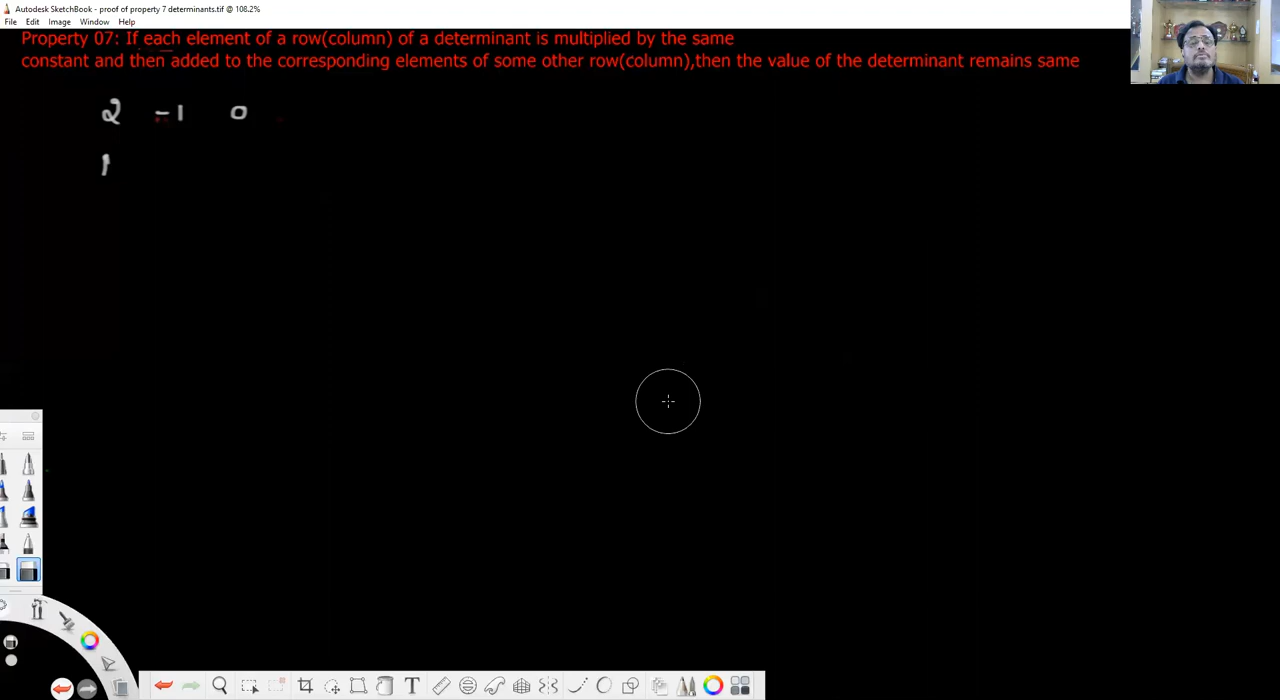 Autodesk SketchBook - proof of property 7 determinants.tif @ 108.2%
File Edit Image Window Help
Property 07: If each element of a row(column) of a determinant is multiplied by the same
constant and then added to the corresponding elements of some other row(column),then the value of the determinant remains same
2 -1 0
1
T